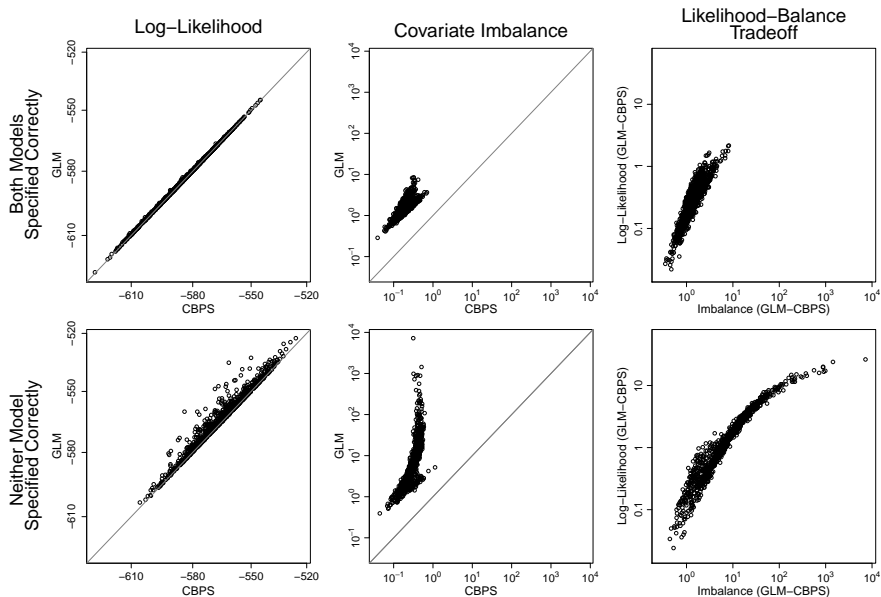 Log−Likelihood
Covariate Imbalance
Likelihood−Balance
Tradeoff
Both Models
Specified Correctly
GLM
−520
−550
−580
−610
−610
−580
−550
−520
CBPS
GLM
10⁴
10³
10²
10¹
10⁰
10⁻¹
10⁻¹
10⁰
10¹
10²
10³
10⁴
CBPS
Log−Likelihood (GLM−CBPS)
10
1
0.1
10⁰
10¹
10²
10³
10⁴
Imbalance (GLM−CBPS)
Neither Model
Specified Correctly
GLM
−520
−550
−580
−610
−610
−580
−550
−520
CBPS
GLM
10⁴
10³
10²
10¹
10⁰
10⁻¹
10⁻¹
10⁰
10¹
10²
10³
10⁴
CBPS
Log−Likelihood (GLM−CBPS)
10
1
0.1
10⁰
10¹
10²
10³
10⁴
Imbalance (GLM−CBPS)